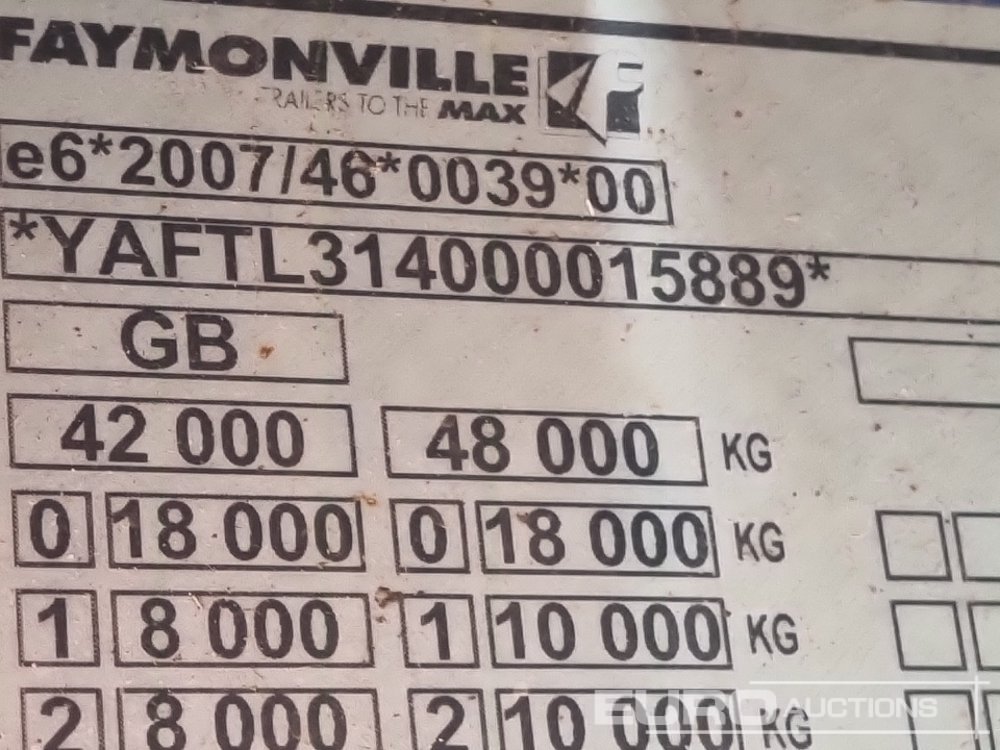 FAYMONVILLE
TRAILERS TO THE MAX
e6*2007/46*0039*00
*YAFTL314000015889*
GB
42 000 48 000 KG
0 18 000 0 18 000 KG
1 8 000 1 10 000 KG
2 8 000 2 10 000 KG
EURO AUCTIONS